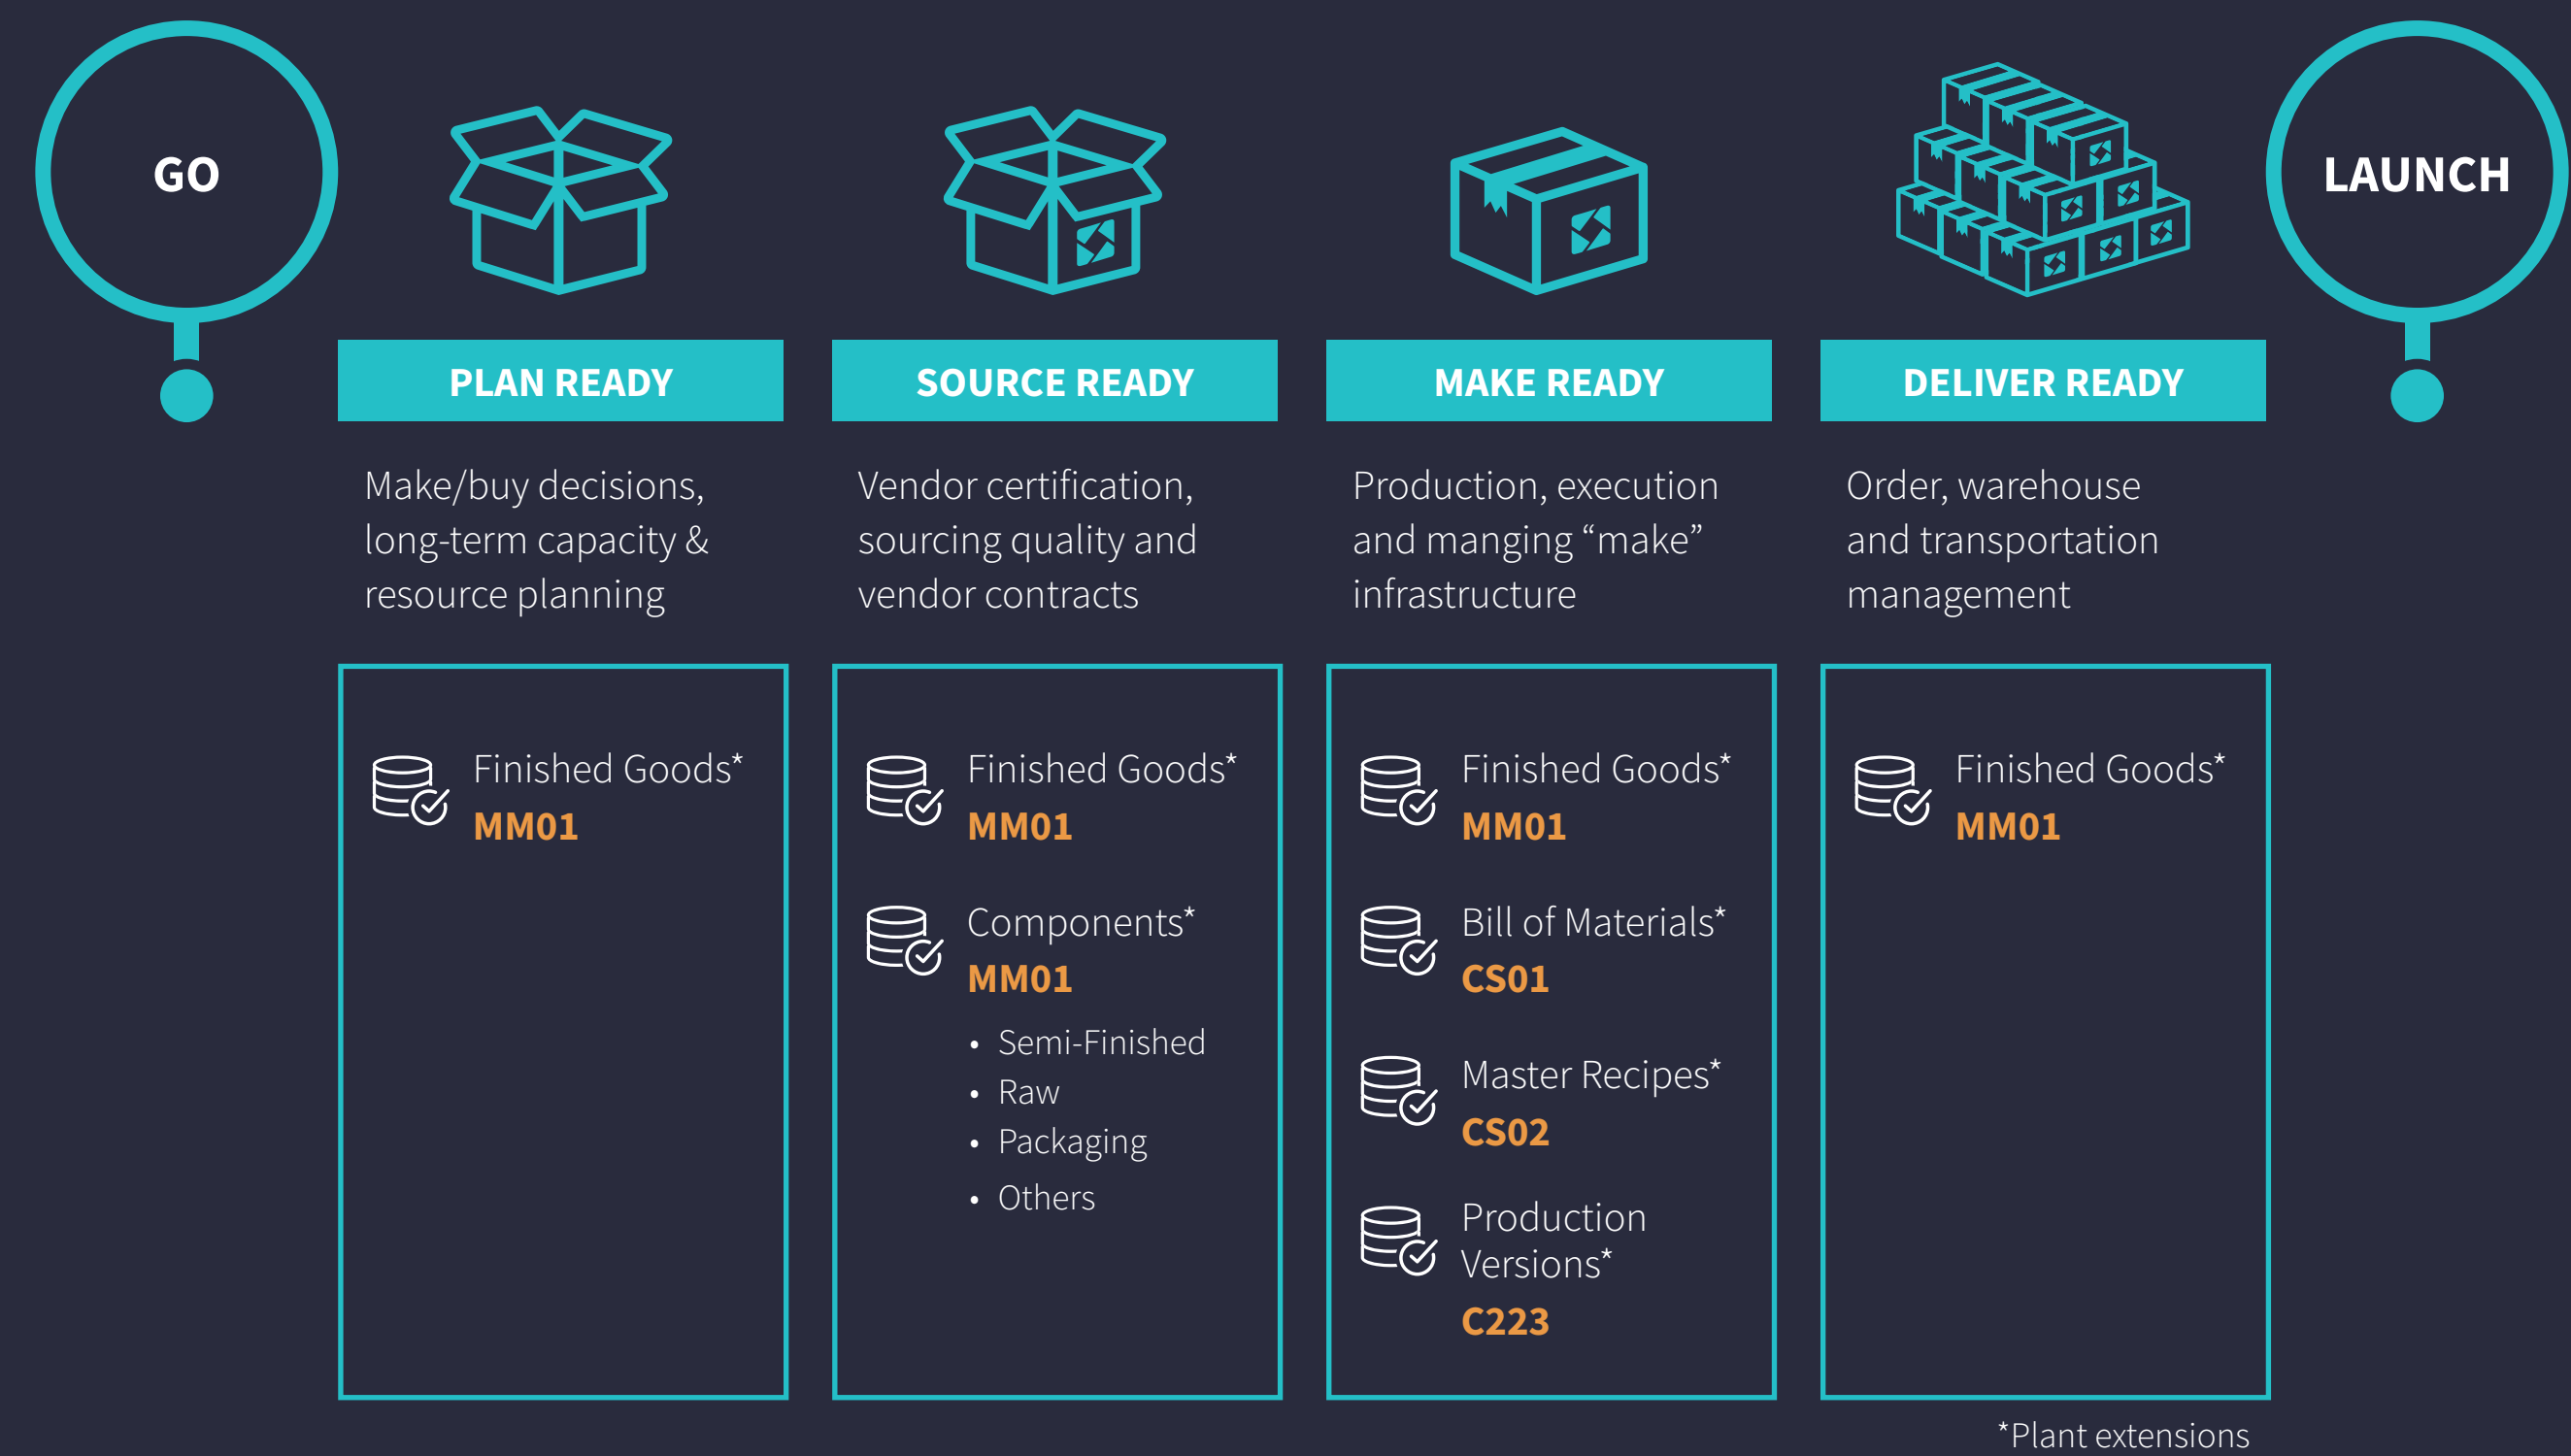 GO
LAUNCH
PLAN READY
Make/buy decisions,
long-term capacity &
resource planning
Finished Goods*
MM01
SOURCE READY
Vendor certification,
sourcing quality and
vendor contracts
Finished Goods*
MM01
Components*
MM01
• Semi-Finished
• Raw
• Packaging
• Others
MAKE READY
Production, execution
and manging “make”
infrastructure
Finished Goods*
MM01
Bill of Materials*
CS01
Master Recipes*
CS02
Production
Versions*
C223
DELIVER READY
Order, warehouse
and transportation
management
Finished Goods*
MM01
*Plant extensions